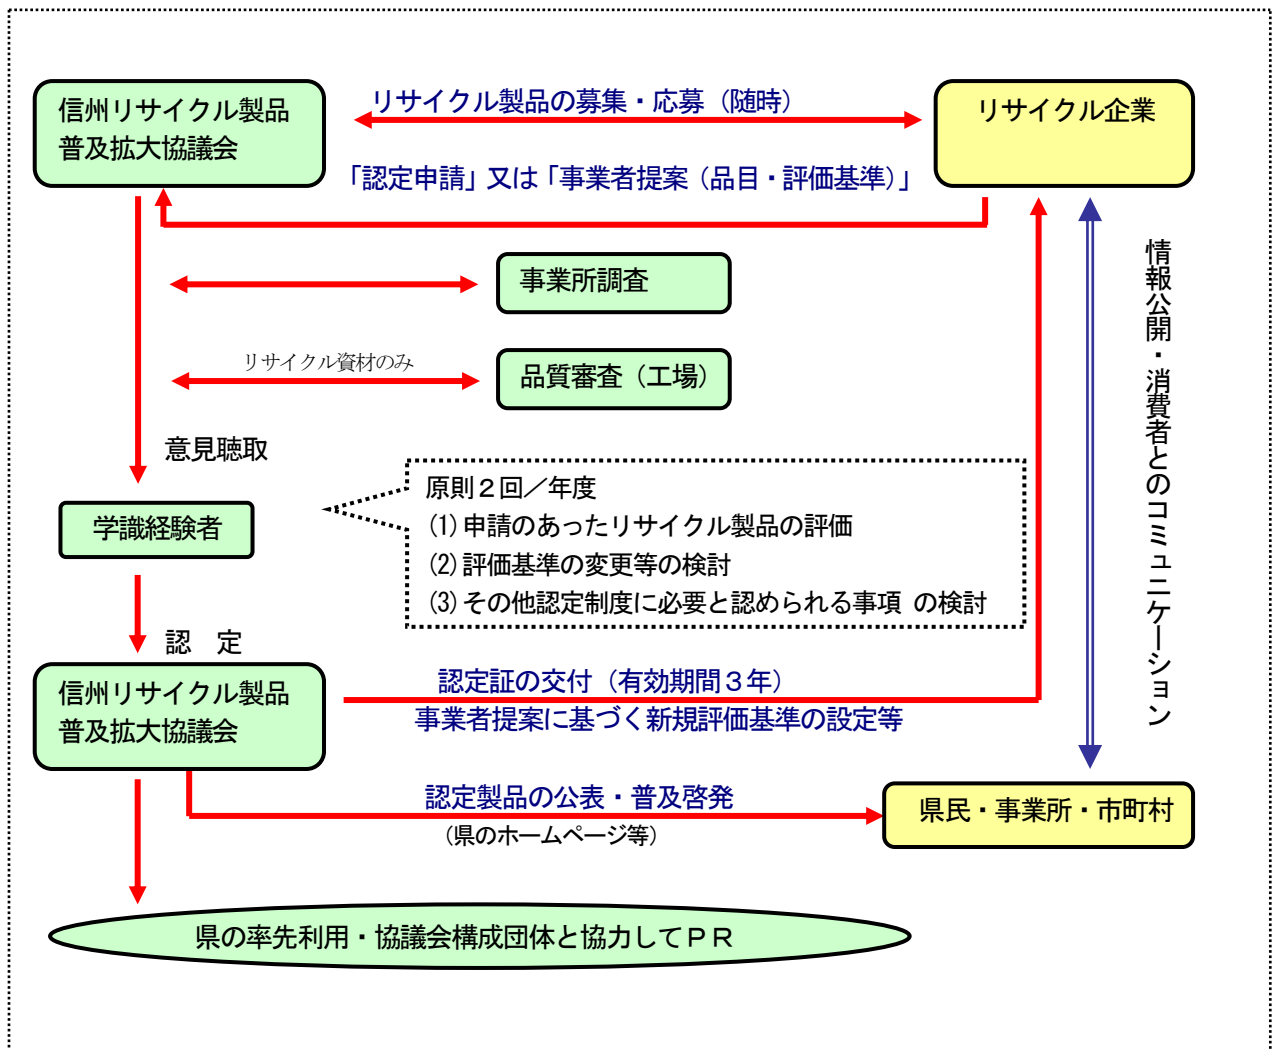 信州リサイクル製品
普及拡大協議会
リサイクル製品の募集・応募（随時）
リサイクル企業
「認定申請」又は「事業者提案（品目・評価基準）」
事業所調査
リサイクル資材のみ
品質審査（工場）
情報公開・消費者とのコミュニケーション
意見聴取
学識経験者
原則２回／年度
(1)申請のあったリサイクル製品の評価
(2)評価基準の変更等の検討
(3)その他認定制度に必要と認められる事項 の検討
認　定
信州リサイクル製品
普及拡大協議会
認定証の交付（有効期間３年）
事業者提案に基づく新規評価基準の設定等
認定製品の公表・普及啓発
（県のホームページ等）
県民・事業所・市町村
県の率先利用・協議会構成団体と協力してＰＲ